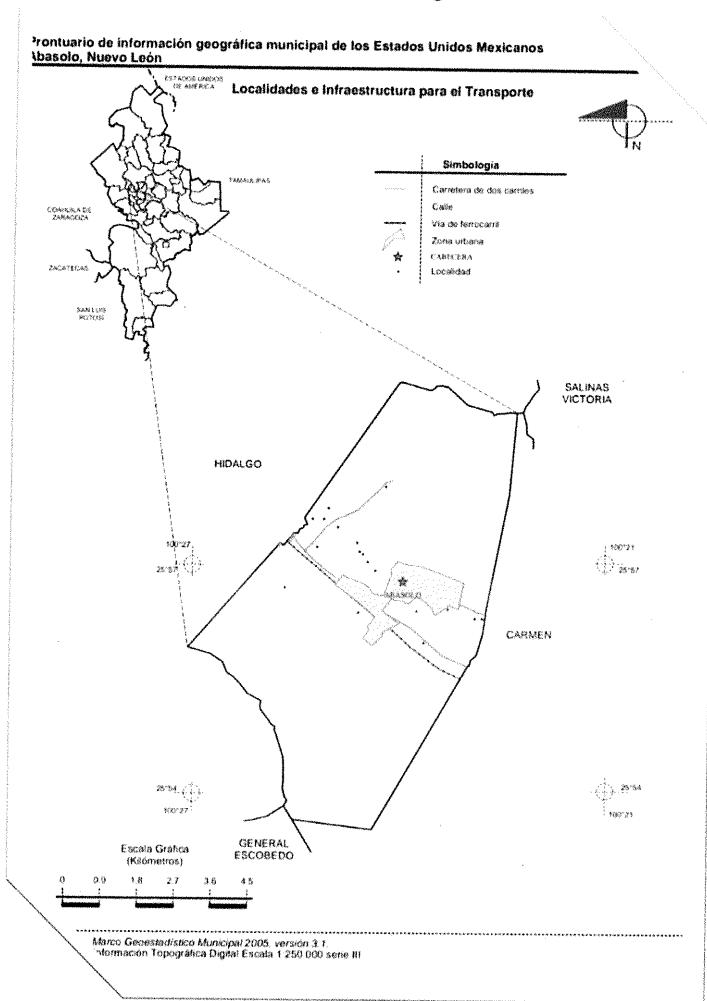 Prontuario de información geográfica municipal de los Estados Unidos Mexicanos
Abasolo, Nuevo León
Localidades e Infraestructura para el Transporte
ESTADOS UNIDOS
DE AMÉRICA
TAMAULIPAS
COAHUILA DE
ZARAGOZA
ZACATECAS
SAN LUIS
POTOSÍ
N
Simbología
Carretera de dos carriles
Calle
Vía de ferrocarril
Zona urbana
CABECERA
Localidad
SALINAS
VICTORIA
HIDALGO
100°27
25°57
100°21
25°57
ABASOLO
CARMEN
25°54
100°27
25°54
100°21
GENERAL
ESCOBEDO
Escala Gráfica
(Kilómetros)
0 0.9 1.8 2.7 3.6 4.5
Marco Geoestadístico Municipal 2005, versión 3.1.
Información Topográfica Digital Escala 1 250 000 serie III